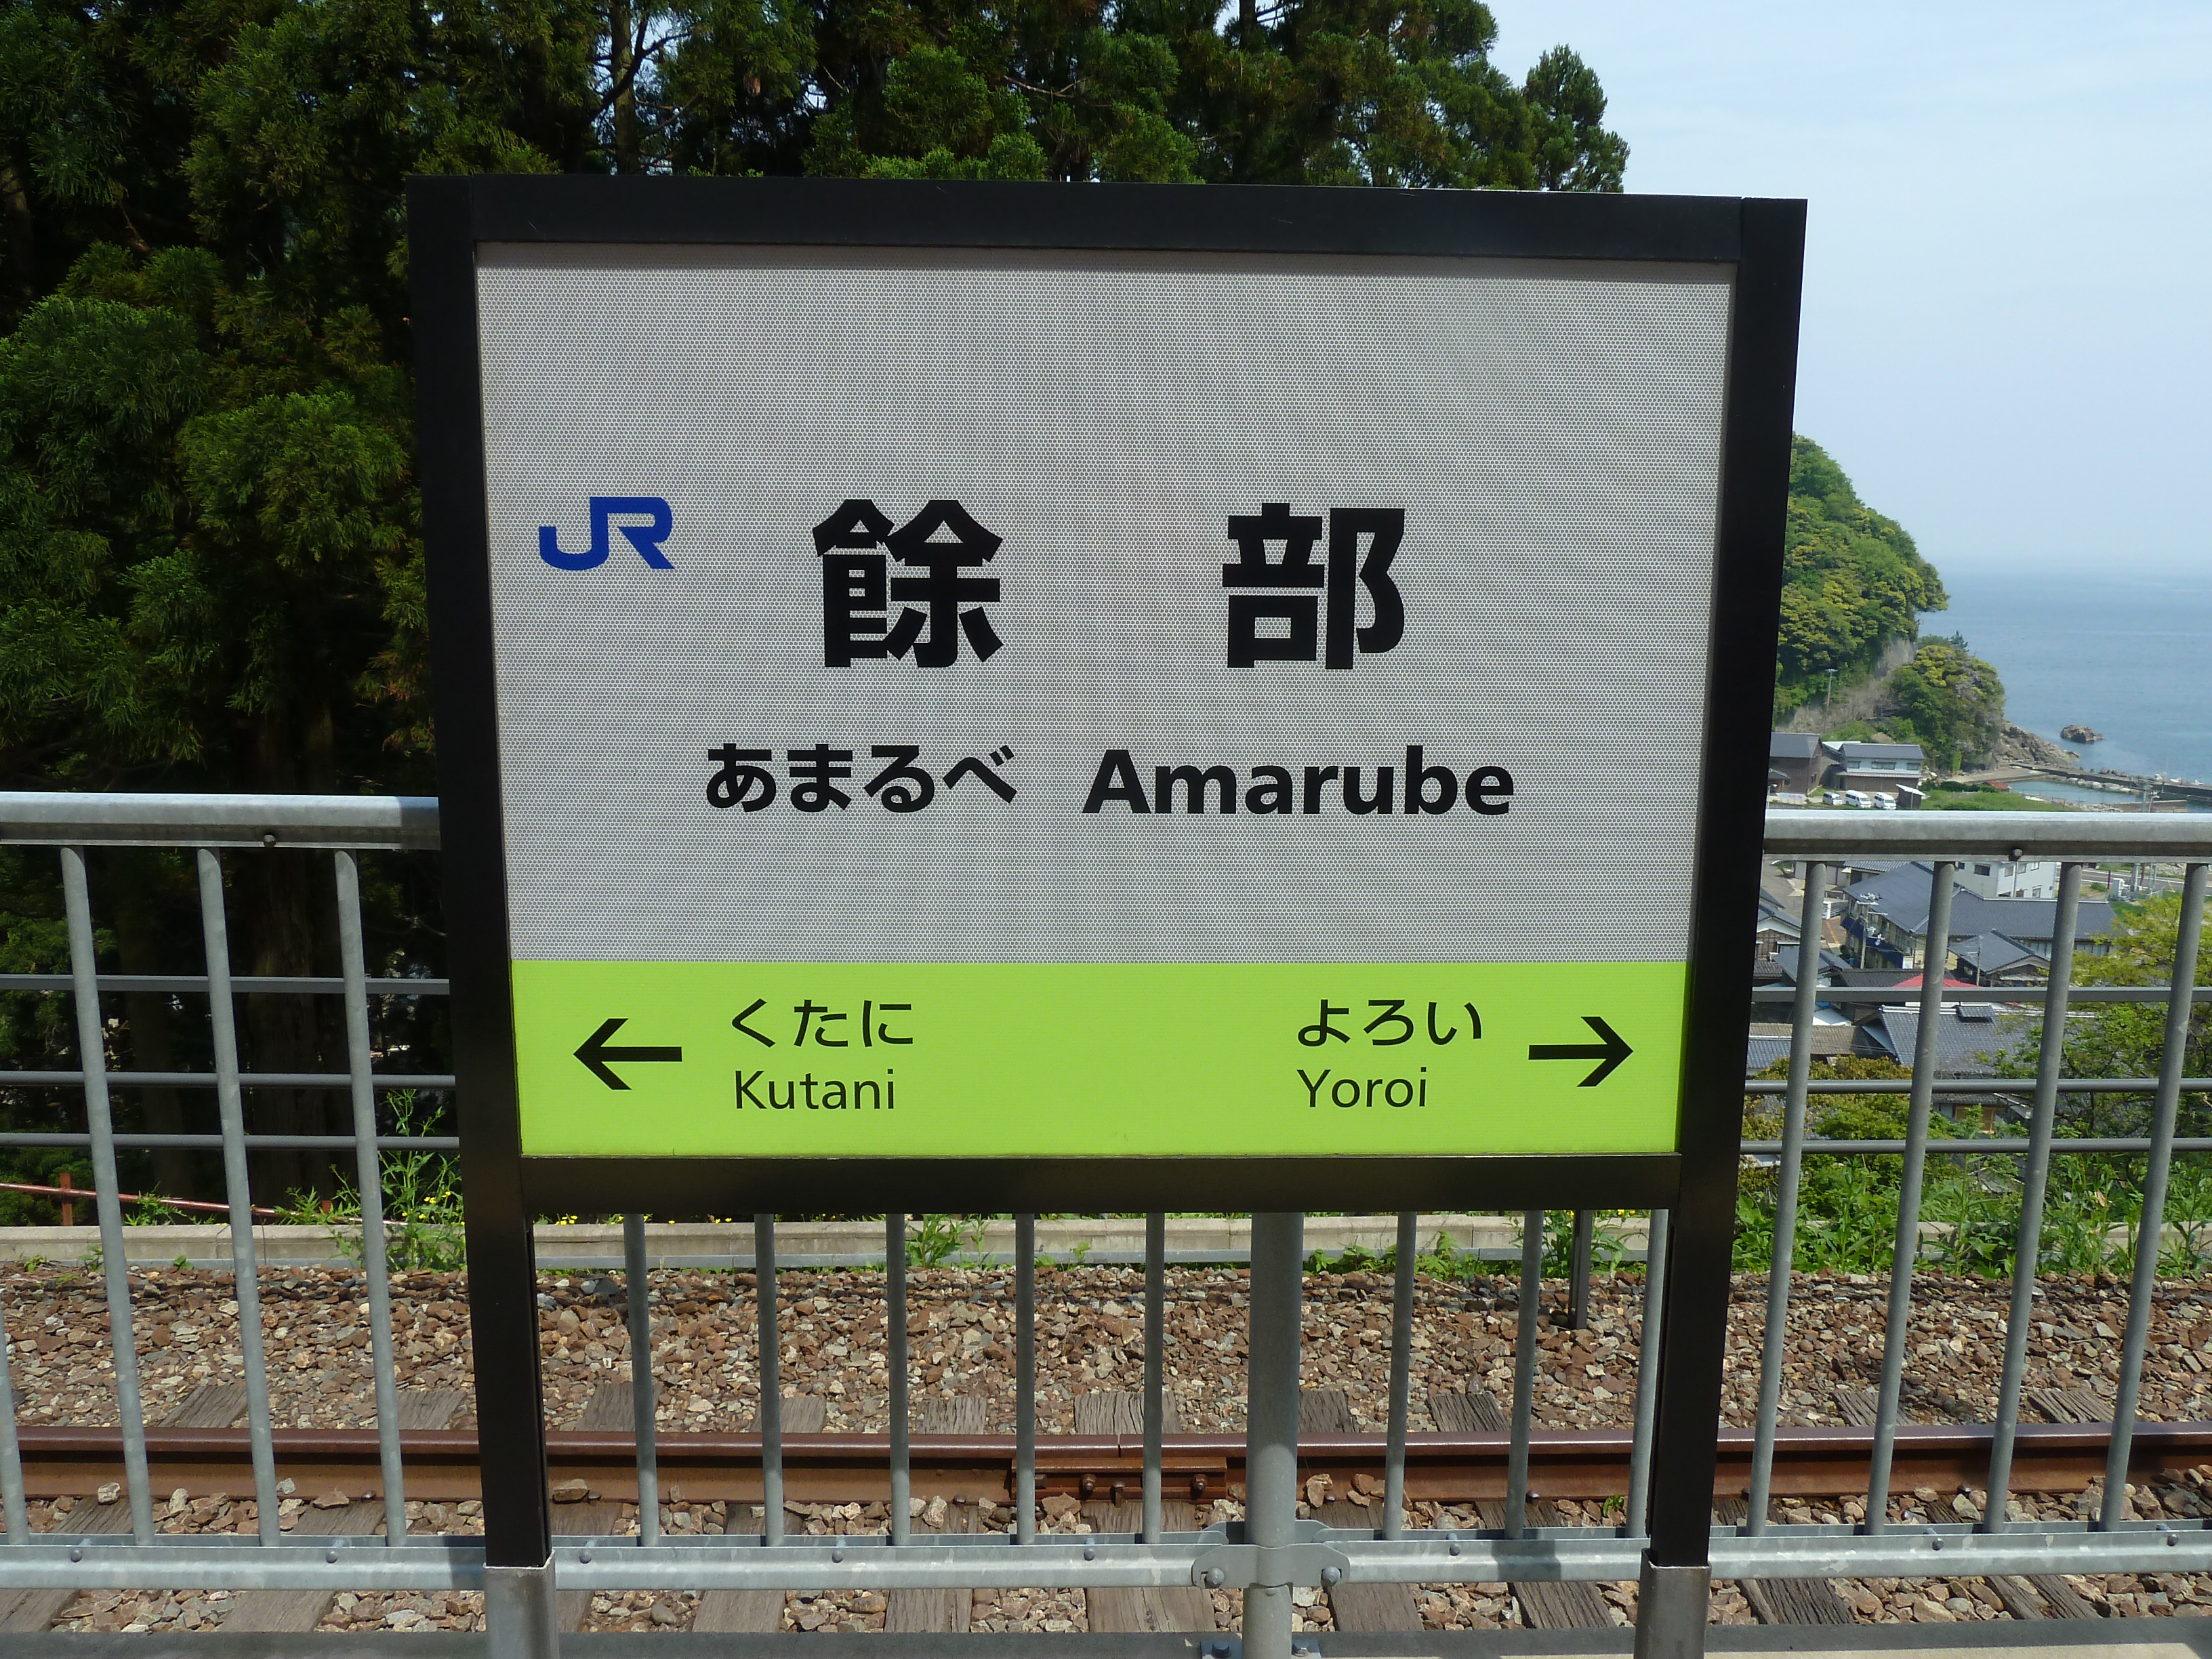 JR 餘部
あまるべ Amarube
← くたに よろい →
Kutani Yoroi